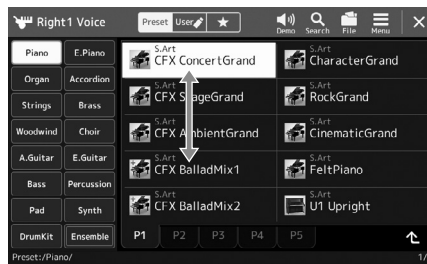 Right1 Voice
Preset User ★
Demo Search File Menu
Piano E.Piano
Organ Accordion
Strings Brass
Woodwind Choir
A.Guitar E.Guitar
Bass Percussion
Pad Synth
DrumKit Ensemble
S.Art
CFX ConcertGrand
S.Art
CharacterGrand
S.Art
CFX StageGrand
S.Art
RockGrand
S.Art
CFX AmbientGrand
S.Art
CinematicGrand
S.Art
CFX BalladMix1
S.Art
FeltPiano
S.Art
CFX BalladMix2
S.Art
U1 Upright
P1 P2 P3 P4 P5
Preset:/Piano/
1/